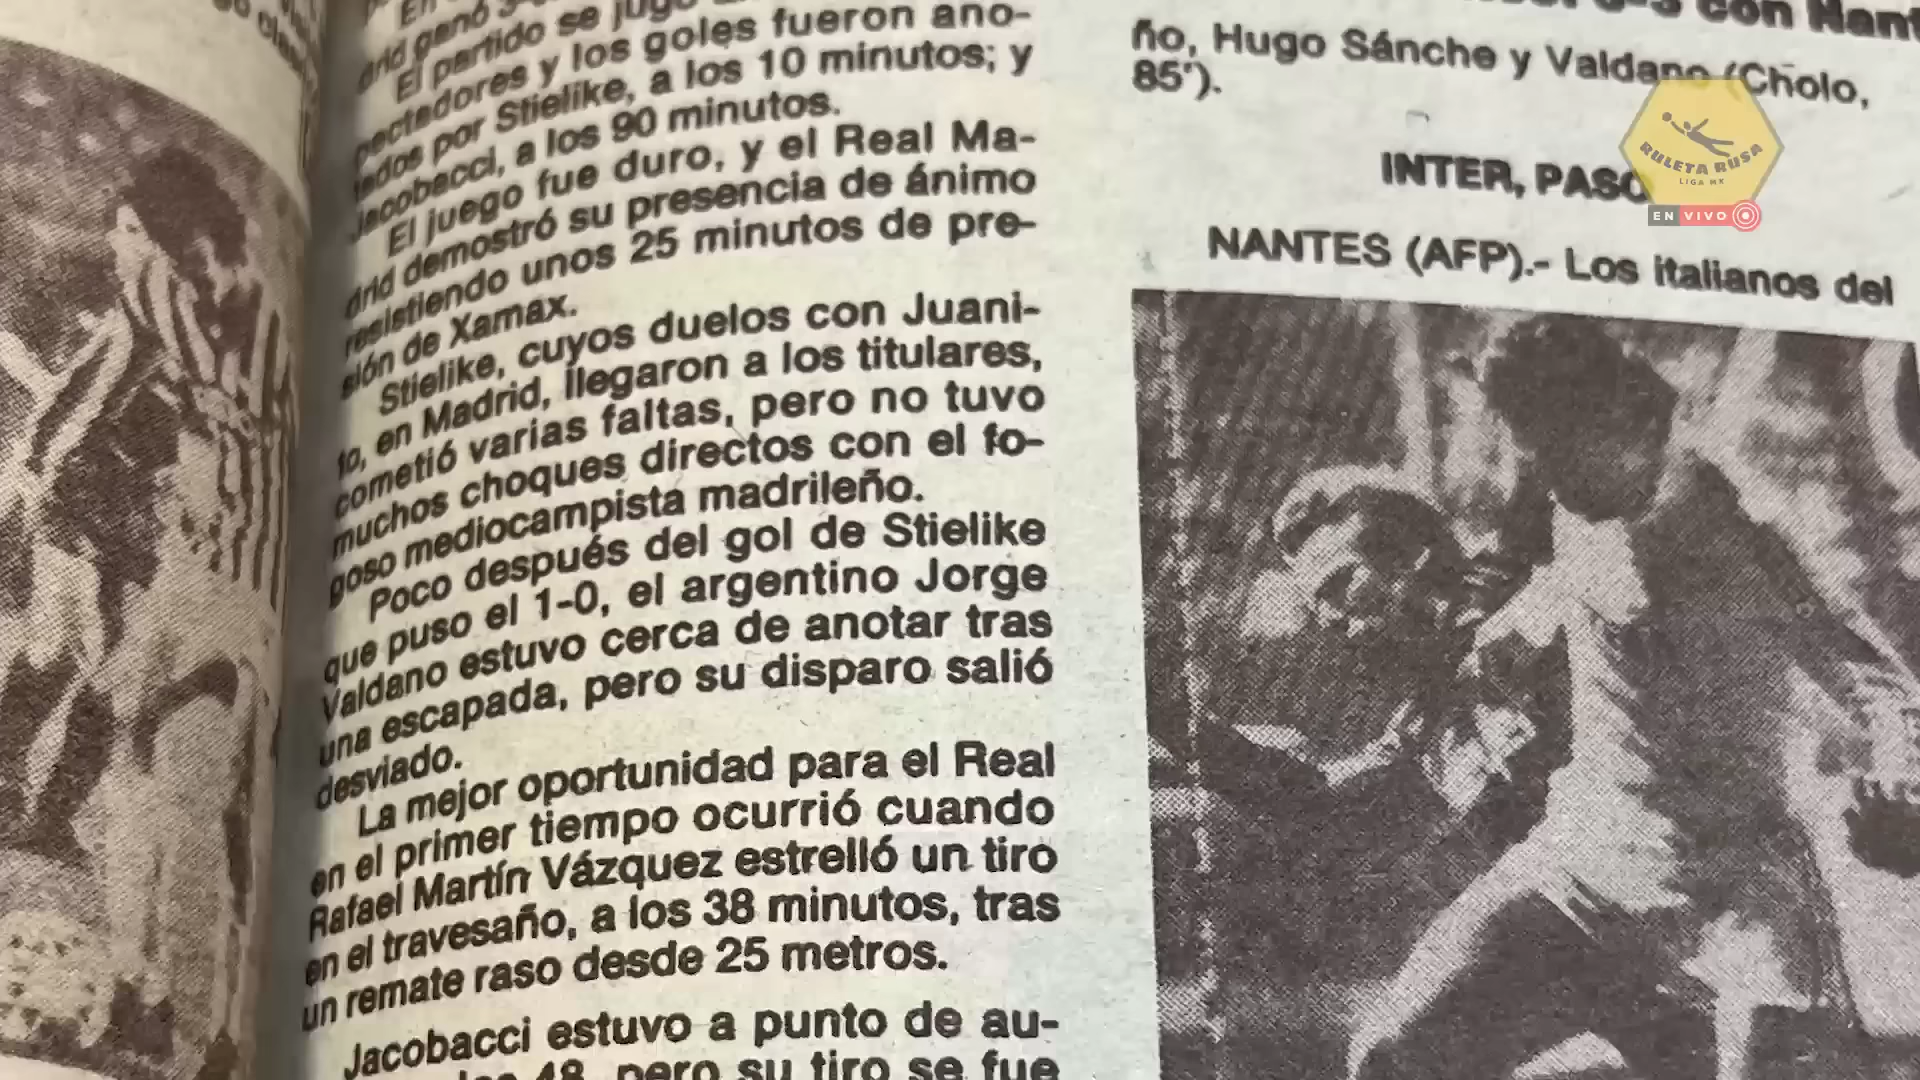 El partido se jugó
pectadores y los goles fueron ano-
tados por Stielike, a los 10 minutos; y
Jacobacci, a los 90 minutos.
El juego fue duro, y el Real Ma-
drid demostró su presencia de ánimo
resistiendo unos 25 minutos de pre-
sión de Xamax.
Stielike, cuyos duelos con Juani-
to, en Madrid, llegaron a los titulares,
cometió varias faltas, pero no tuvo
muchos choques directos con el fo-
goso mediocampista madrileño.
Poco después del gol de Stielike
que puso el 1-0, el argentino Jorge
Valdano estuvo cerca de anotar tras
una escapada, pero su disparo salió
desviado.
La mejor oportunidad para el Real
en el primer tiempo ocurrió cuando
Rafael Martín Vázquez estrelló un tiro
en el travesaño, a los 38 minutos, tras
un remate raso desde 25 metros.
Jacobacci estuvo a punto de au-
48, pero su tiro se fue
con Nant
ño, Hugo Sánche y Valdano (Cholo,
85').
INTER, PASO
NANTES (AFP).- Los italianos del
RULETA RUSA
LIGA MX
EN VIVO